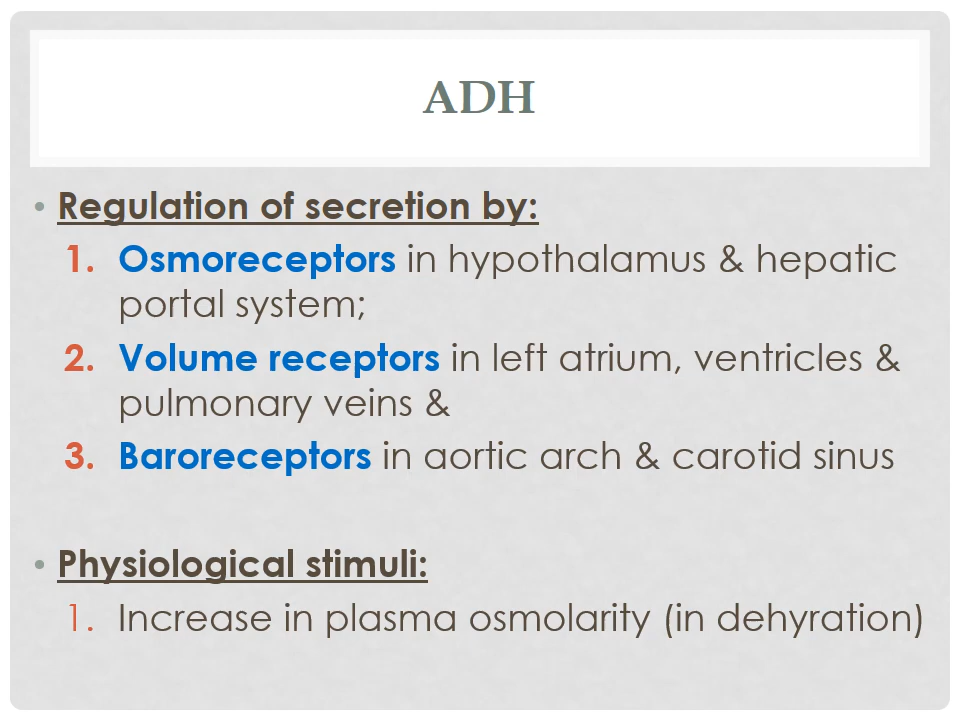 ADH
• Regulation of secretion by:
1. Osmoreceptors in hypothalamus & hepatic
portal system;
2. Volume receptors in left atrium, ventricles &
pulmonary veins &
3. Baroreceptors in aortic arch & carotid sinus
• Physiological stimuli:
1. Increase in plasma osmolarity (in dehyration)